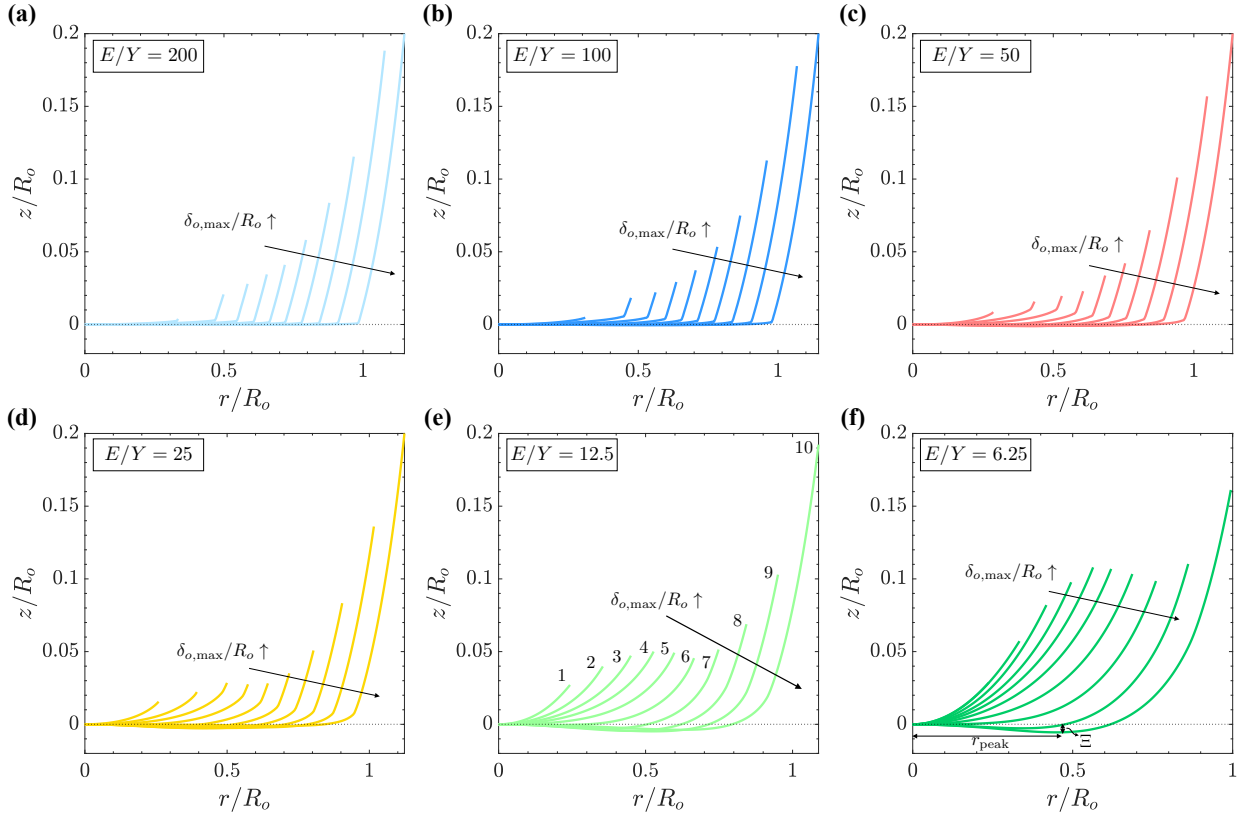 (a)
E/Y = 200
z/R_o
0.2
0.15
0.1
0.05
0
δ_{o,max}/R_o ↑
0
0.5
1
r/R_o
(b)
E/Y = 100
z/R_o
0.2
0.15
0.1
0.05
0
δ_{o,max}/R_o ↑
0
0.5
1
r/R_o
(c)
E/Y = 50
z/R_o
0.2
0.15
0.1
0.05
0
δ_{o,max}/R_o ↑
0
0.5
1
r/R_o
(d)
E/Y = 25
z/R_o
0.2
0.15
0.1
0.05
0
δ_{o,max}/R_o ↑
0
0.5
1
r/R_o
(e)
E/Y = 12.5
z/R_o
0.2
0.15
0.1
0.05
0
δ_{o,max}/R_o ↑
1 2 3 4 5 6 7 8 9 10
0
0.5
1
r/R_o
(f)
E/Y = 6.25
z/R_o
0.2
0.15
0.1
0.05
0
δ_{o,max}/R_o ↑
r_peak
Ξ
0
0.5
1
r/R_o